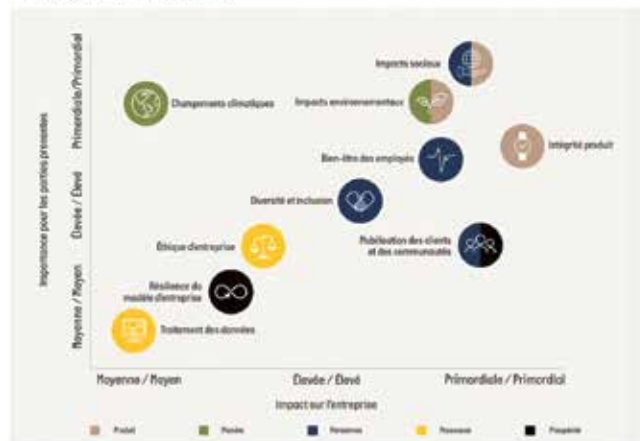 Impacts sociaux
Changements climatiques
Impacts environnementaux
Intégrité produit
Bien-être des employés
Diversité et inclusion
Éthique d'entreprise
Mobilisation des clients
et des communautés
Résilience du
modèle d'entreprise
Traitement des données
Importance pour les parties prenantes
Primordiale/Primordial
Élevée / Élevé
Moyenne / Moyen
Moyenne / Moyen
Élevée / Élevé
Primordiale / Primordial
Impact sur l'entreprise
Produit
Planète
Personnes
Processus
Prospérité